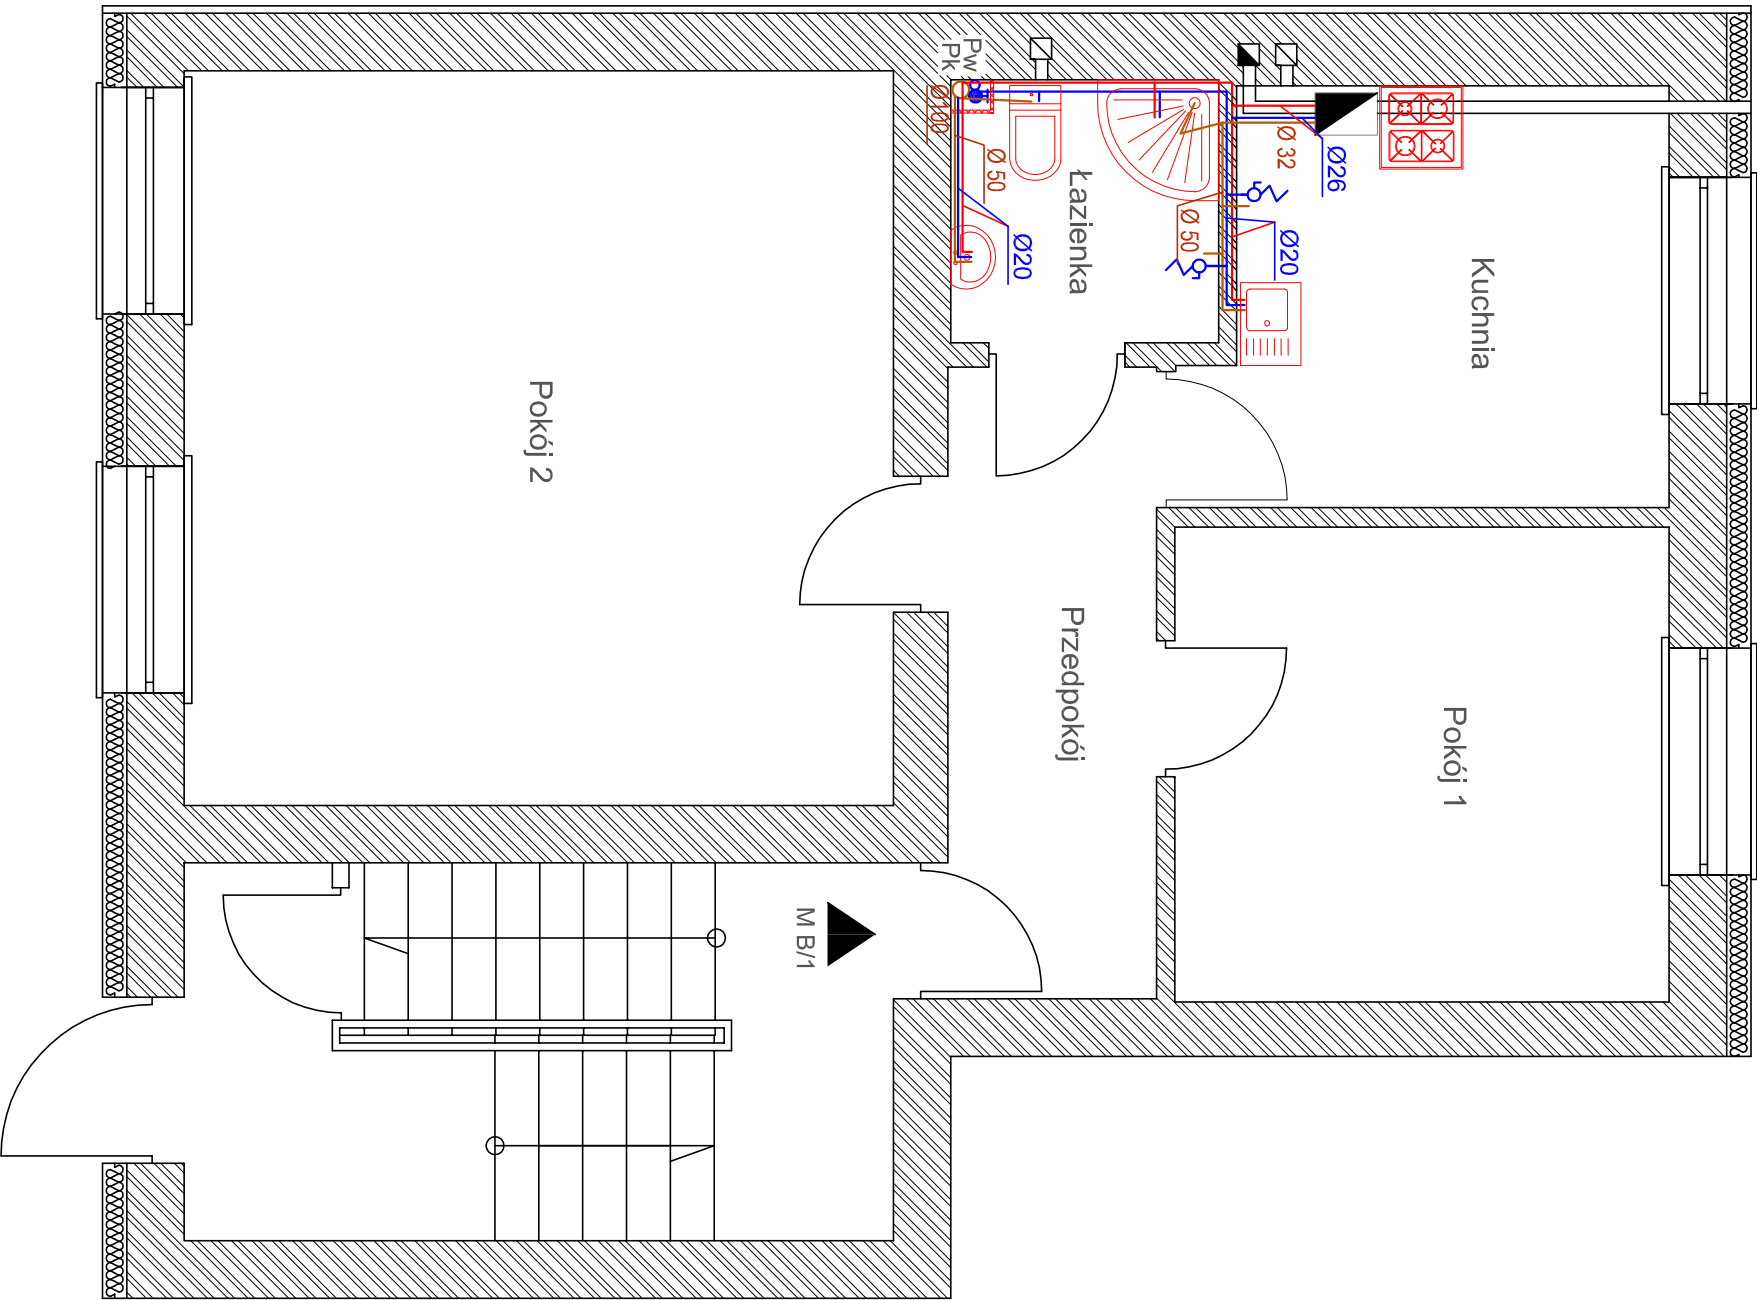 Pw
Pk
Ø100
Ø 50
Ø20
Łazienka
Ø 50
Ø 32
Ø26
Ø20
Kuchnia
Pokój 2
Przedpokój
Pokój 1
M B/1